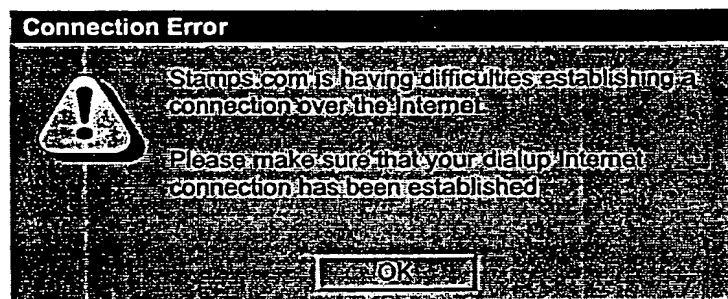 Connection Error
Stamps.com is having difficulties establishing a
connection over the Internet.
Please make sure that your dialup Internet
connection has been established
OK